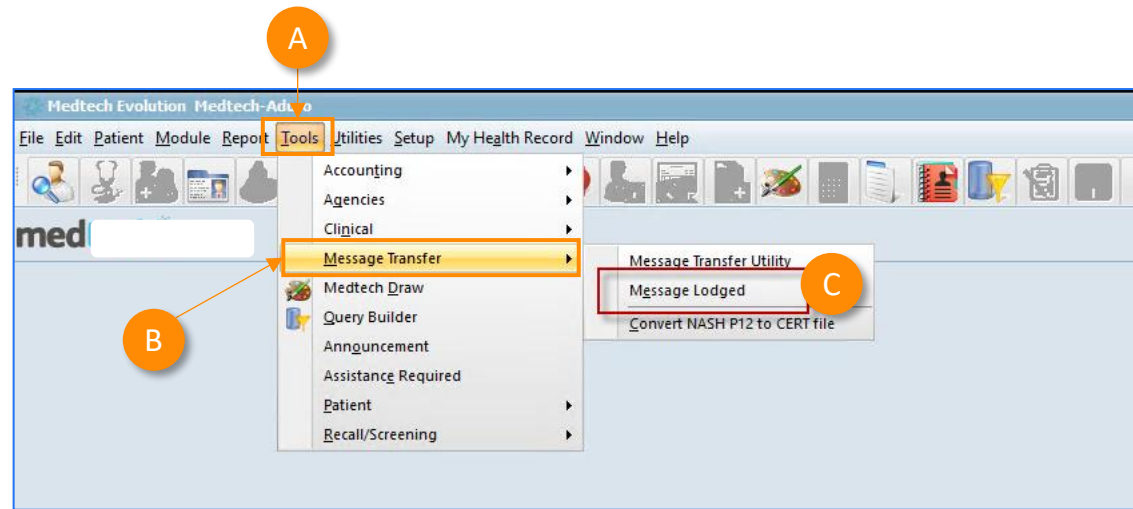 A
Medtech Evolution Medtech-Aduro
File Edit Patient Module Report Tools Utilities Setup My Health Record Window Help
Accounting
Agencies
Clinical
med
Message Transfer
Message Transfer Utility
Medtech Draw
Message Lodged
C
Query Builder
Convert NASH P12 to CERT file
B
Announcement
Assistance Required
Patient
Recall/Screening